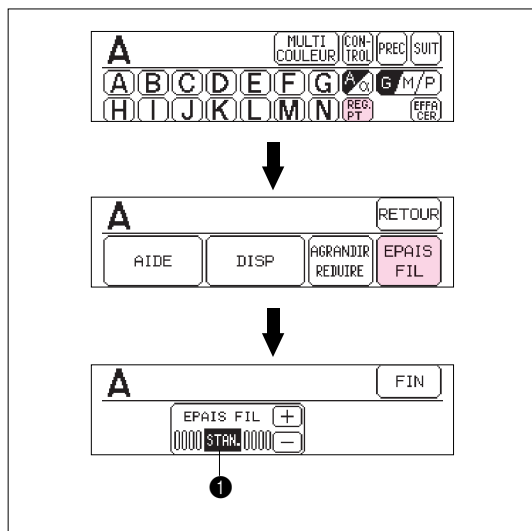 A
MULTI COULEUR CON-TROL PREC SUIT
A B C D E F G A/α G/M/P
H I J K L M N REG. PT EFFA CER
A
RETOUR
AIDE DISP AGRANDIR REDUIRE EPAIS FIL
A
FIN
EPAIS FIL +
STAN. −
1